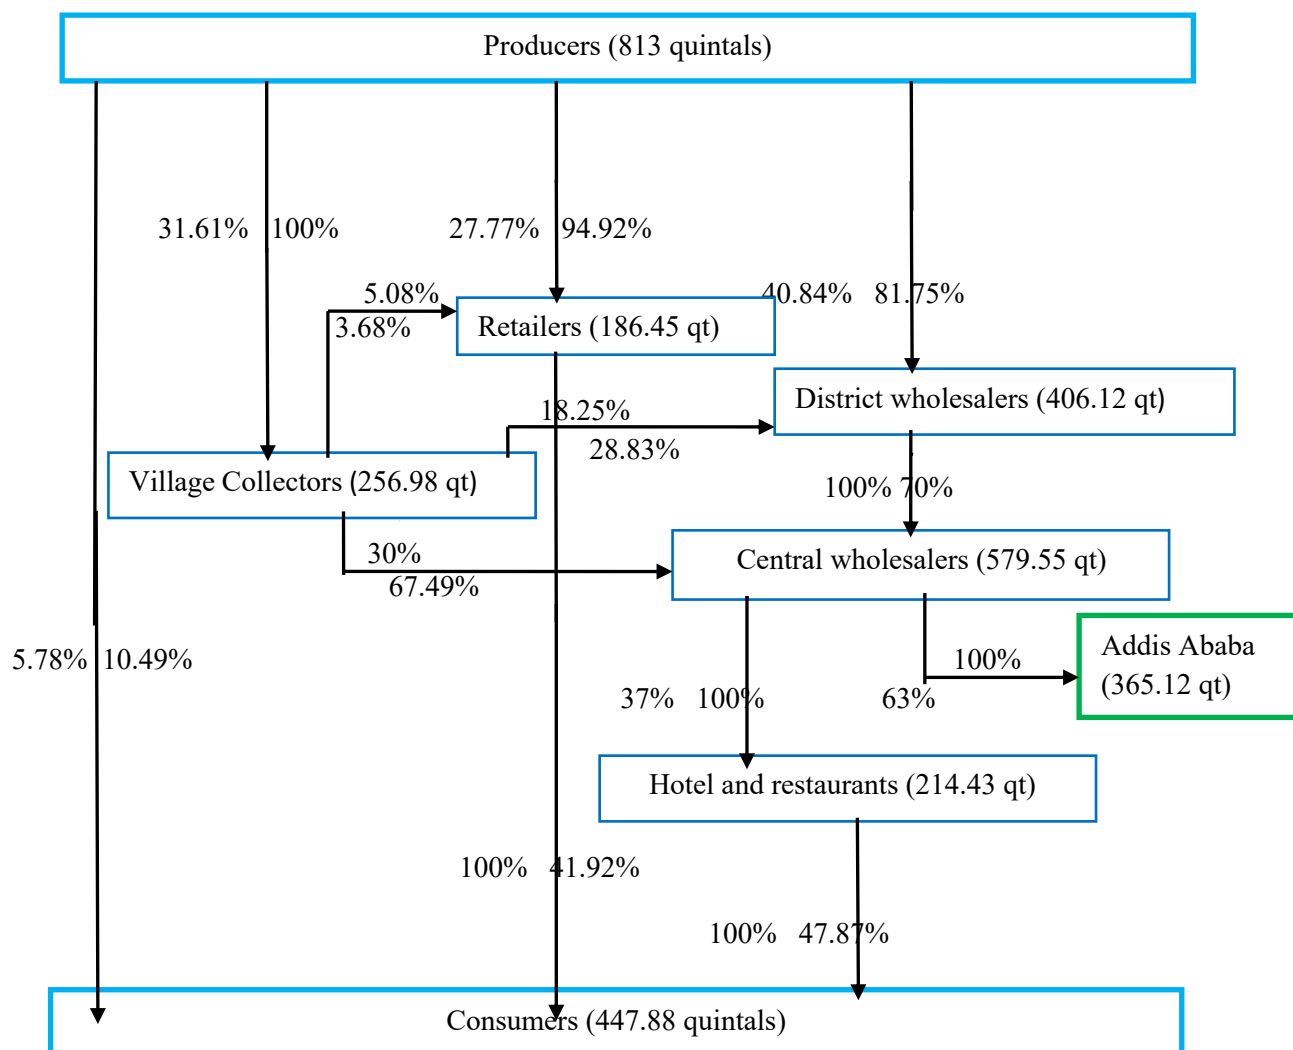 Producers (813 quintals)
31.61% 100%
27.77% 94.92%
5.08%
40.84% 81.75%
3.68%
Retailers (186.45 qt)
District wholesalers (406.12 qt)
18.25%
28.83%
Village Collectors (256.98 qt)
100% 70%
30%
Central wholesalers (579.55 qt)
67.49%
Addis Ababa
(365.12 qt)
5.78% 10.49%
100%
37% 100%
63%
Hotel and restaurants (214.43 qt)
100% 41.92%
100% 47.87%
Consumers (447.88 quintals)